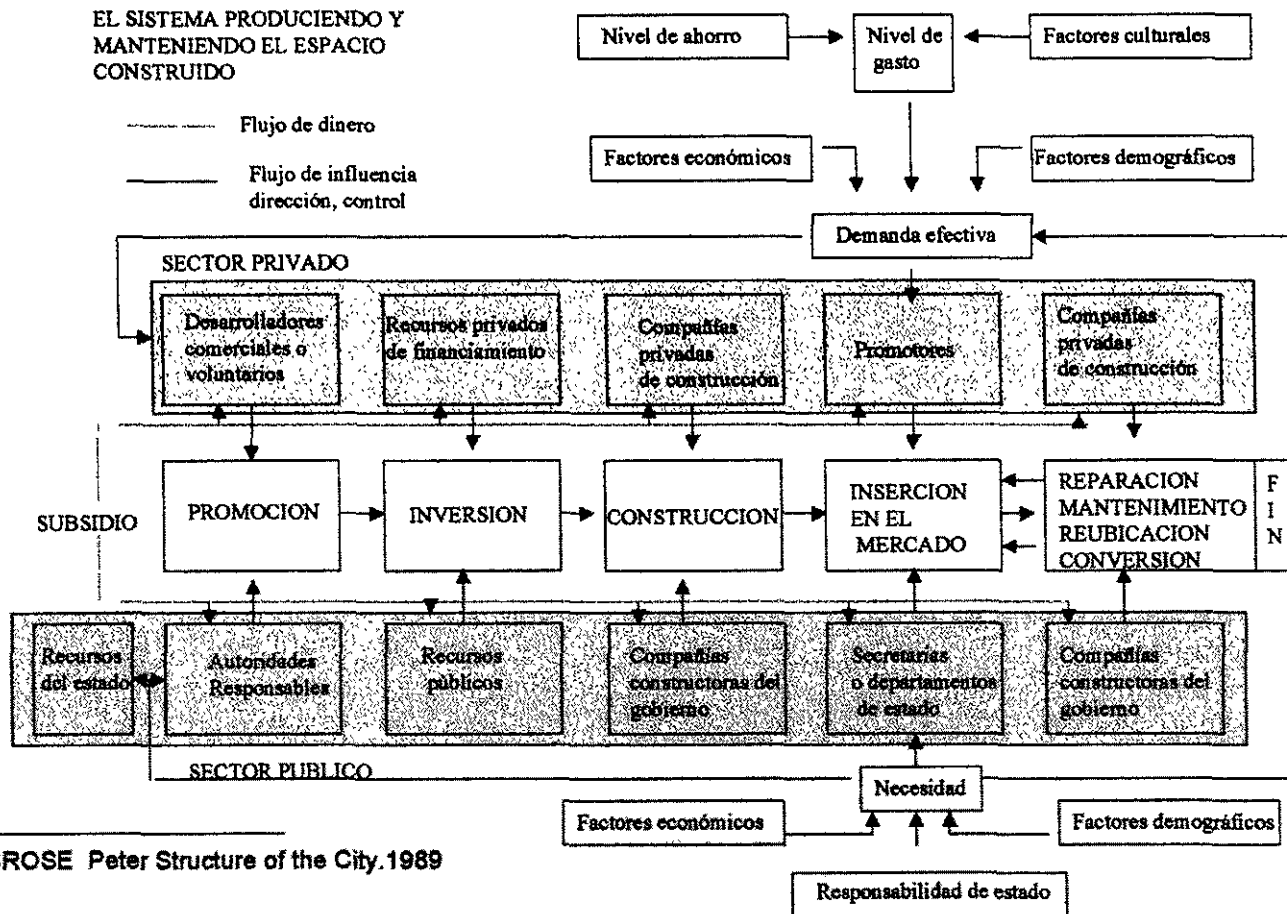 EL SISTEMA PRODUCIENDO Y
MANTENIENDO EL ESPACIO
CONSTRUIDO
Flujo de dinero
Flujo de influencia
dirección, control
Nivel de ahorro
Nivel de
gasto
Factores culturales
Factores económicos
Factores demográficos
Demanda efectiva
SECTOR PRIVADO
Desarrolladores
comerciales o
voluntarios
Recursos privados
de financiamiento
Compañías
privadas
de construcción
Promotores
Compañías
privadas
de construcción
SUBSIDIO
PROMOCION
INVERSION
CONSTRUCCION
INSERCION
EN EL
MERCADO
REPARACION
MANTENIMIENTO
REUBICACION
CONVERSION
F
I
N
Recursos
del estado
Autoridades
Responsables
Recursos
públicos
Compañías
constructoras del
gobierno
Secretarías
o departamentos
de estado
Compañías
constructoras del
gobierno
SECTOR PUBLICO
Necesidad
Factores económicos
Factores demográficos
Responsabilidad de estado
ROSE Peter Structure of the City.1989